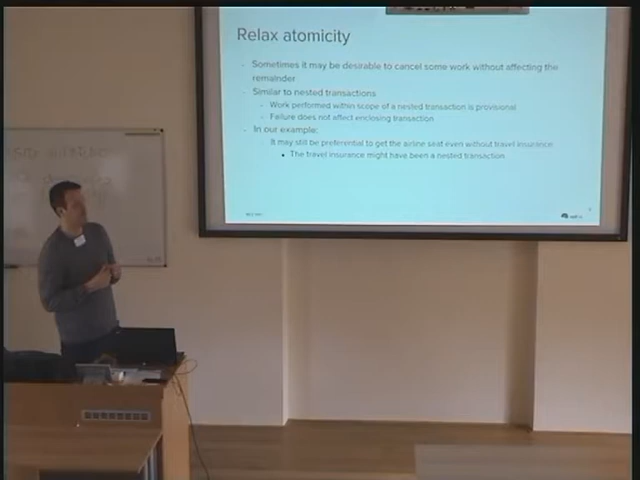 Relax atomicity
- Sometimes it may be desirable to cancel some work without affecting the
remainder
- Similar to nested transactions
- Work performed within scope of a nested transaction is provisional
- Failure does not affect enclosing transaction
- In our example:
It may still be preferential to get the airline seat even without travel insurance
• The travel insurance might have been a nested transaction